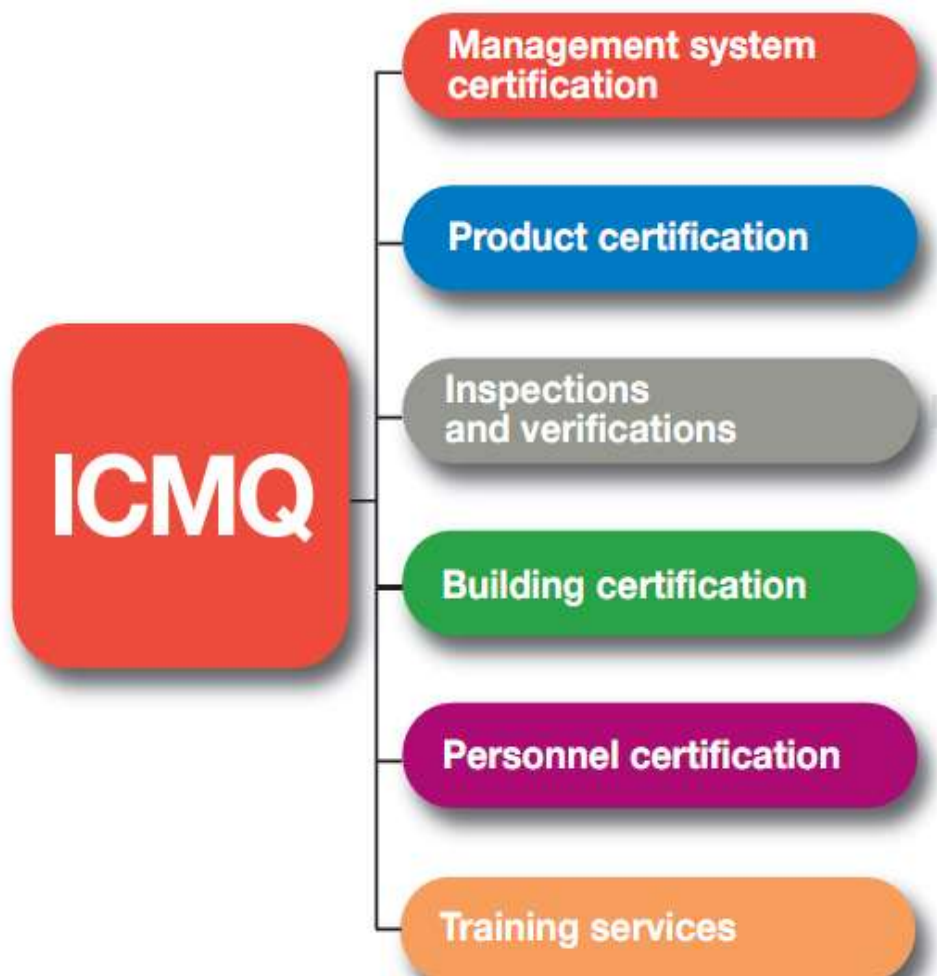 Management system
certification
Product certification
Inspections
and verifications
ICMQ
Building certification
Personnel certification
Training services